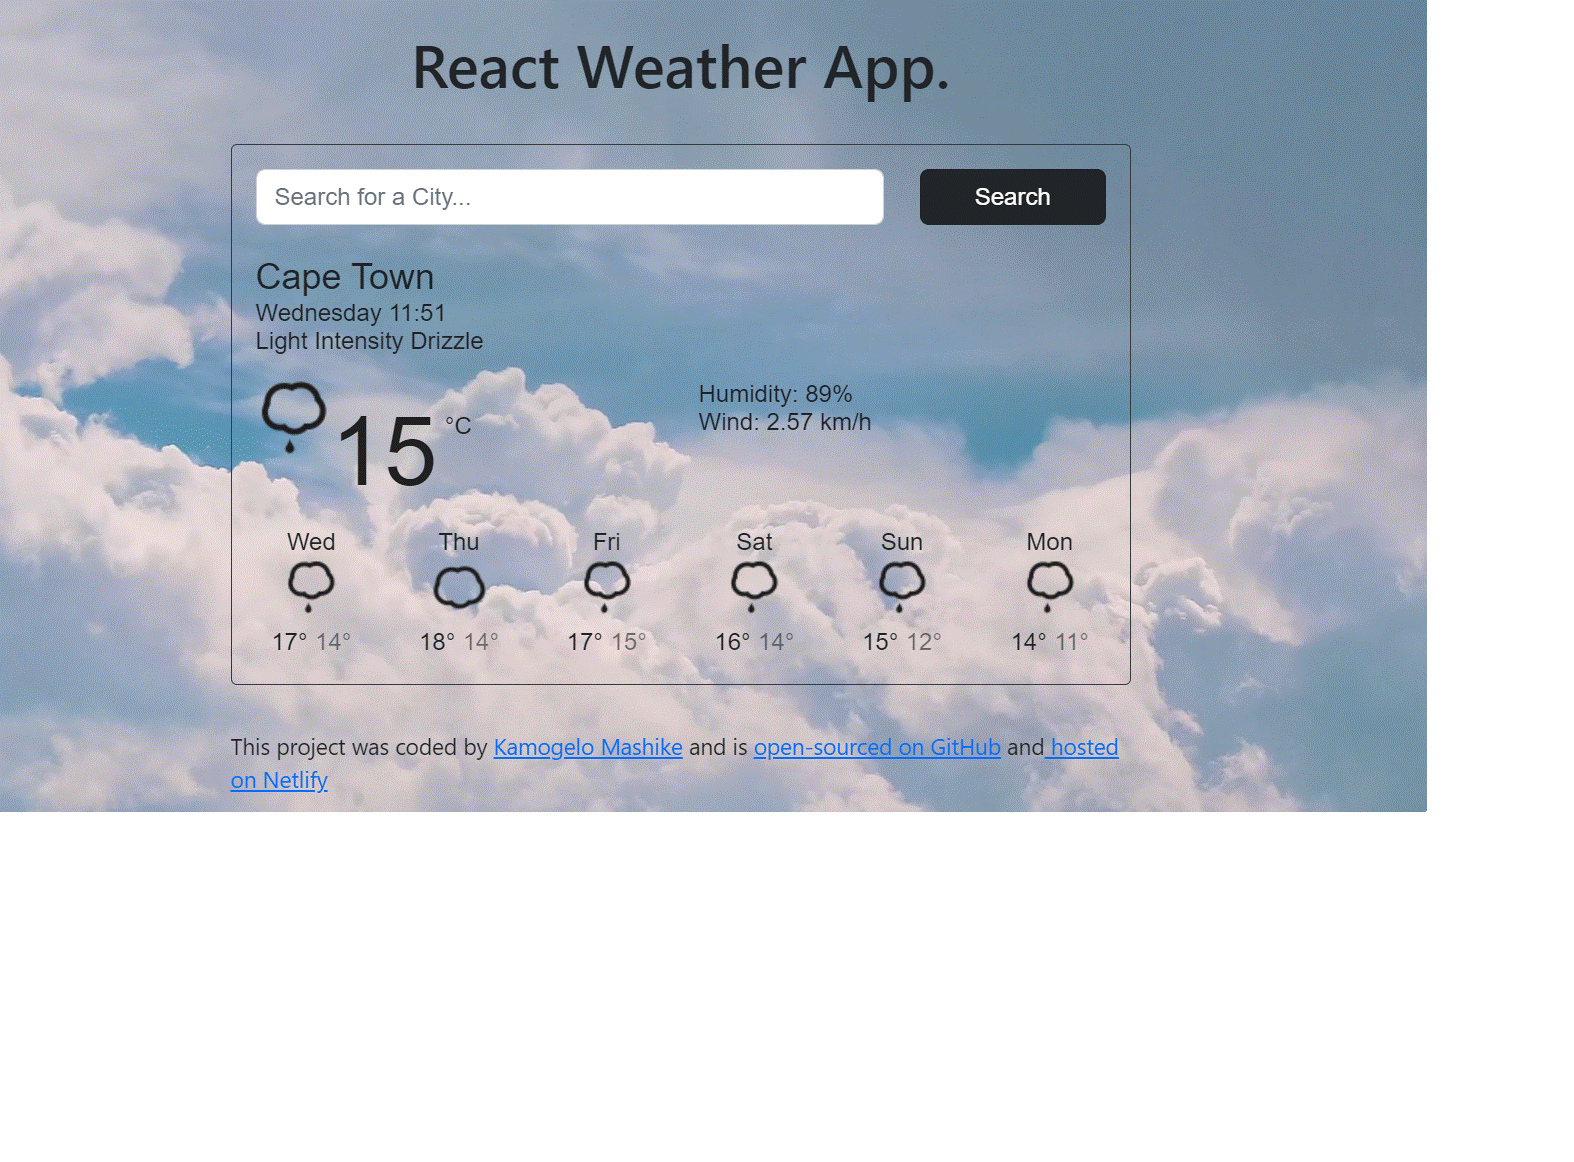 React Weather App.
Search for a City...
Search
Cape Town
Wednesday 11:51
Light Intensity Drizzle
15 °C
Humidity: 89%
Wind: 2.57 km/h
Wed Thu Fri Sat Sun Mon
17° 14° 18° 14° 17° 15° 16° 14° 15° 12° 14° 11°
This project was coded by Kamogelo Mashike and is open-sourced on GitHub and hosted
on Netlify